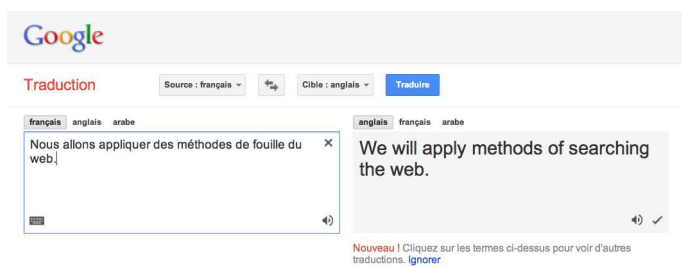 Google
Traduction
Source : français
Cible : anglais
Traduire
français anglais arabe
Nous allons appliquer des méthodes de fouille du
web.
anglais français arabe
We will apply methods of searching
the web.
Nouveau ! Cliquez sur les termes ci-dessus pour voir d'autres
traductions. Ignorer